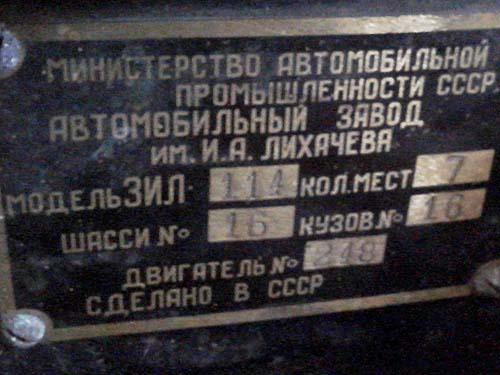 МИНИСТЕРСТВО АВТОМОБИЛЬНОЙ
ПРОМЫШЛЕННОСТИ СССР
АВТОМОБИЛЬНЫЙ ЗАВОД
ИМ. И.А. ЛИХАЧЕВА
МОДЕЛЬ ЗИЛ 114 КОЛ. МЕСТ 7
ШАССИ № 16 КУЗОВ. № 16
ДВИГАТЕЛЬ № 248
СДЕЛАНО В СССР